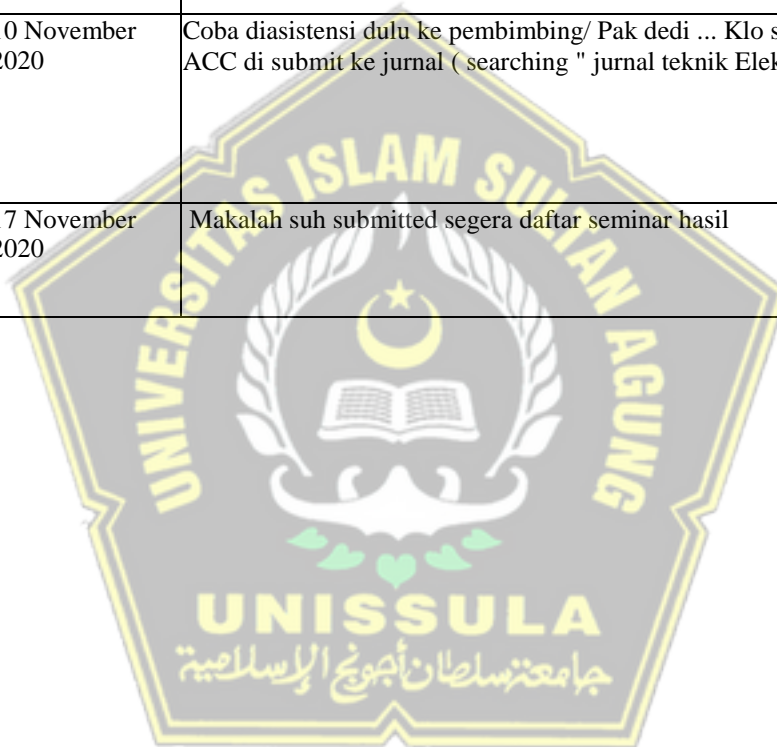 0 November
2020
Coba diasistensi dulu ke pembimbing/ Pak dedi ... Klo
ACC di submit ke jurnal ( searching " jurnal teknik
7 November
2020
Makalah suh submitted segera daftar seminar hasil
UNIVERSITAS ISLAM SULTAN AGUNG
UNISSULA
جامعة سلطان أجونج الإسلامية